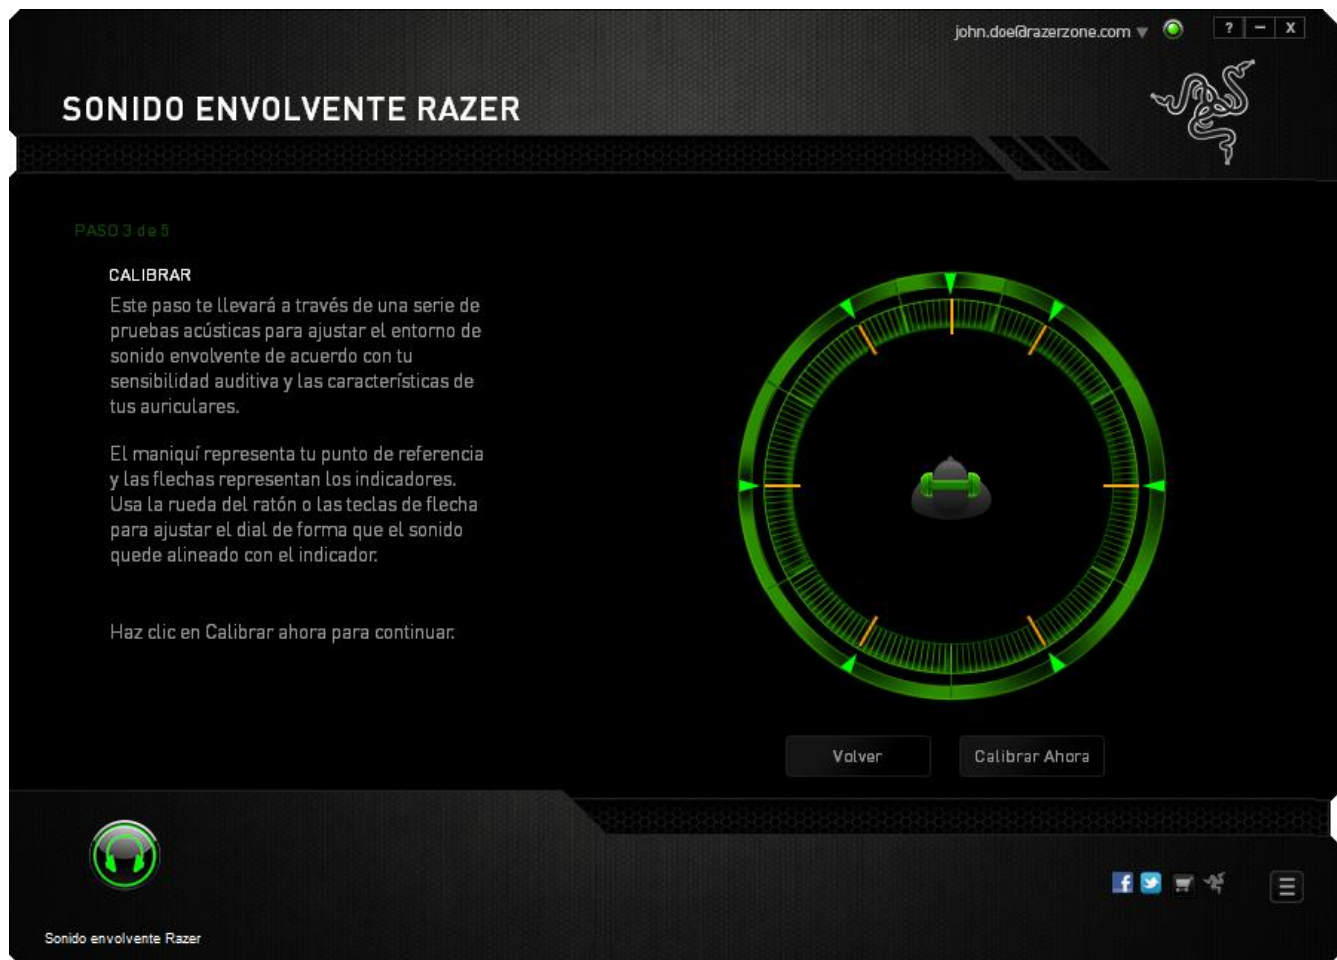 john.doe@razerzone.com
? – X
SONIDO ENVOLVENTE RAZER
PASO 3 de 5
CALIBRAR
Este paso te llevará a través de una serie de
pruebas acústicas para ajustar el entorno de
sonido envolvente de acuerdo con tu
sensibilidad auditiva y las características de
tus auriculares.
El maniquí representa tu punto de referencia
y las flechas representan los indicadores.
Usa la rueda del ratón o las teclas de flecha
para ajustar el dial de forma que el sonido
quede alineado con el indicador.
Haz clic en Calibrar ahora para continuar.
Volver
Calibrar Ahora
f
Sonido envolvente Razer